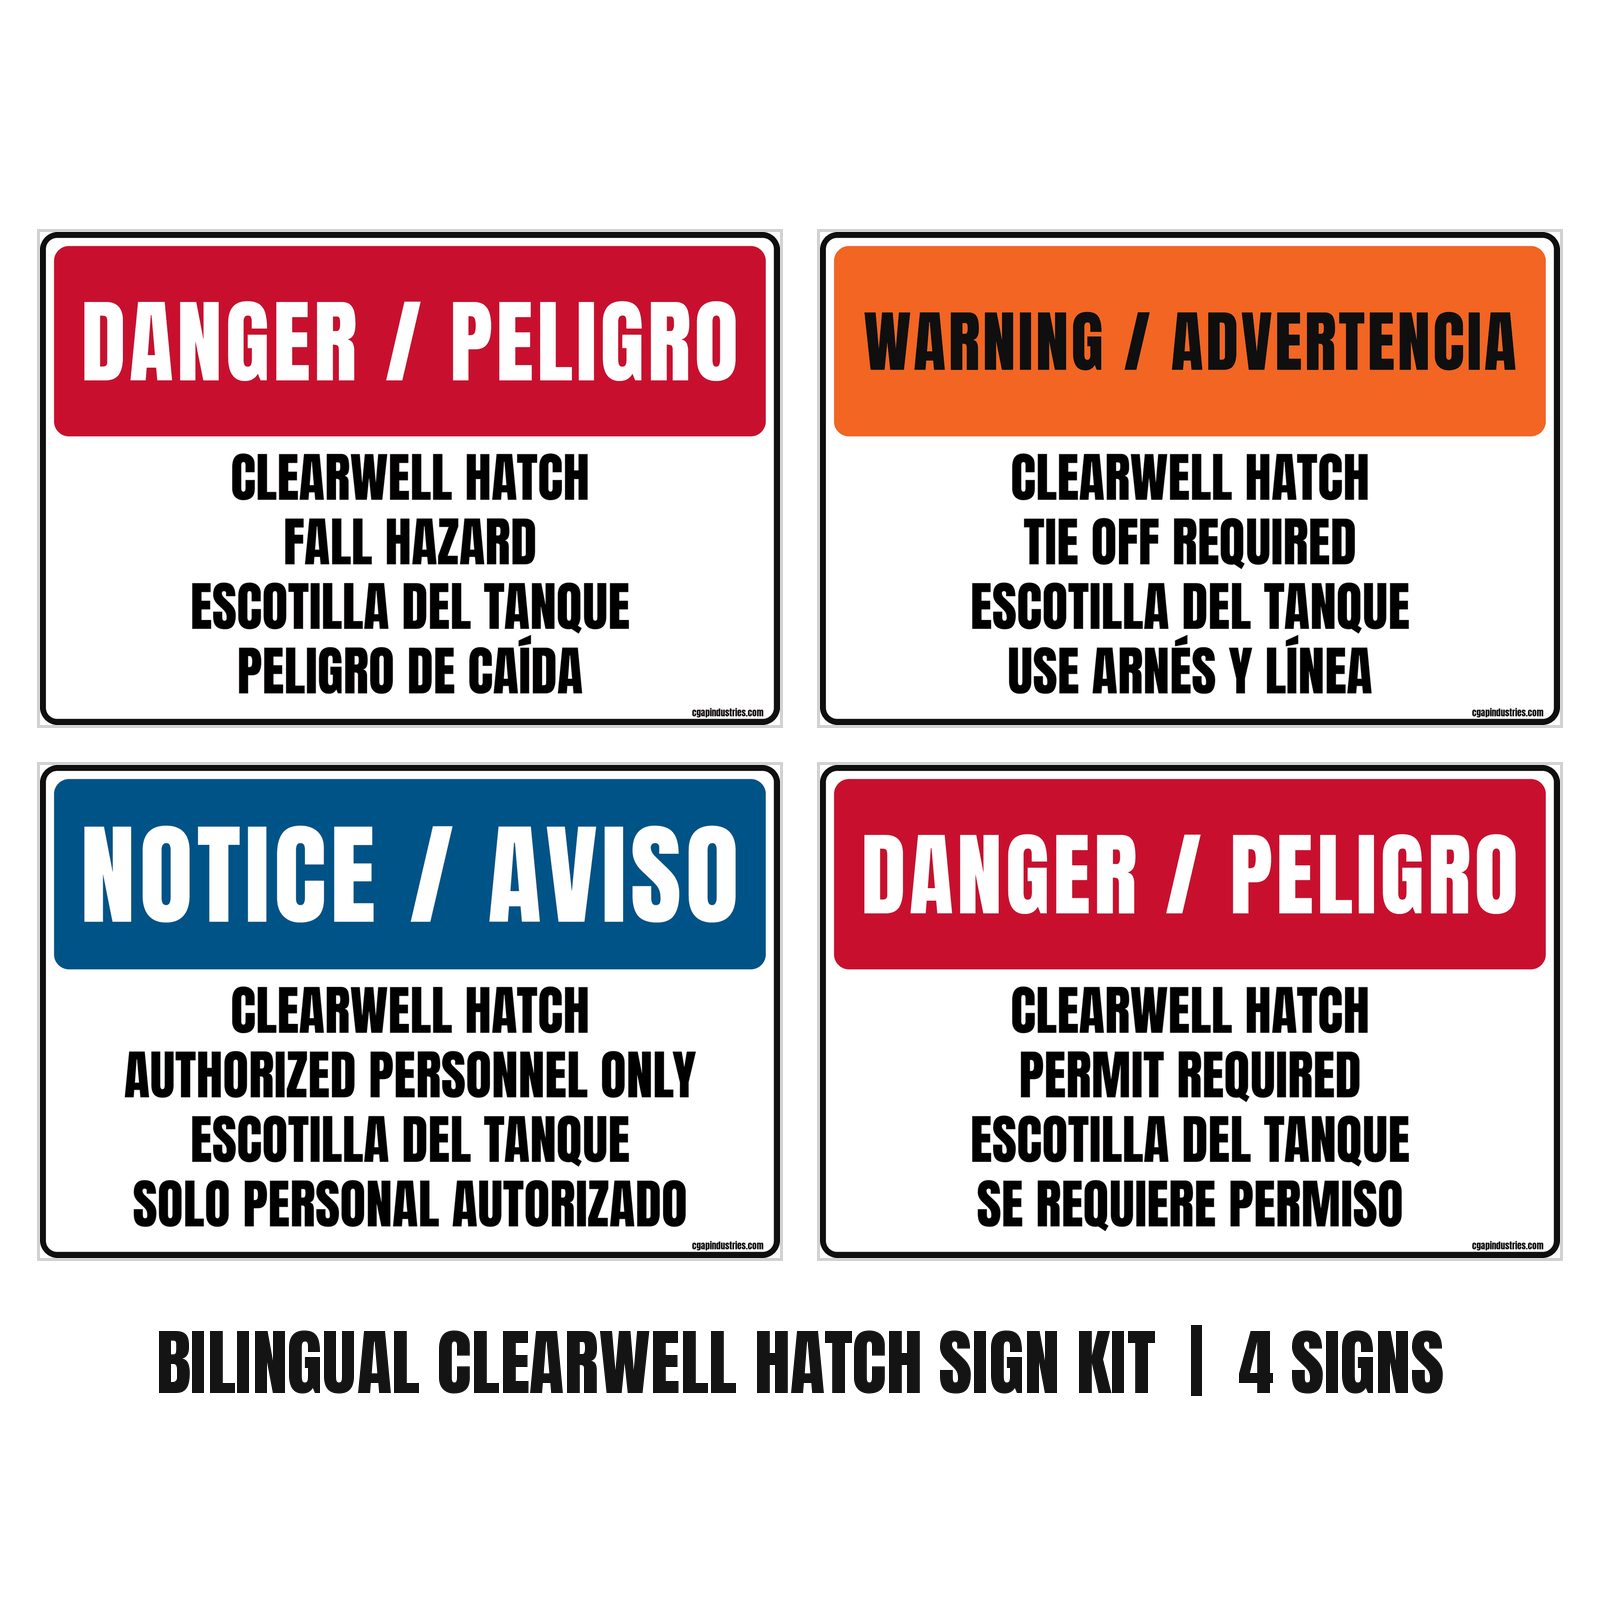 DANGER / PELIGRO
CLEARWELL HATCH
FALL HAZARD
ESCOTILLA DEL TANQUE
PELIGRO DE CAÍDA
cgapindustries.com
WARNING / ADVERTENCIA
CLEARWELL HATCH
TIE OFF REQUIRED
ESCOTILLA DEL TANQUE
USE ARNÉS Y LÍNEA
cgapindustries.com
NOTICE / AVISO
CLEARWELL HATCH
AUTHORIZED PERSONNEL ONLY
ESCOTILLA DEL TANQUE
SOLO PERSONAL AUTORIZADO
cgapindustries.com
DANGER / PELIGRO
CLEARWELL HATCH
PERMIT REQUIRED
ESCOTILLA DEL TANQUE
SE REQUIERE PERMISO
cgapindustries.com
BILINGUAL CLEARWELL HATCH SIGN KIT | 4 SIGNS